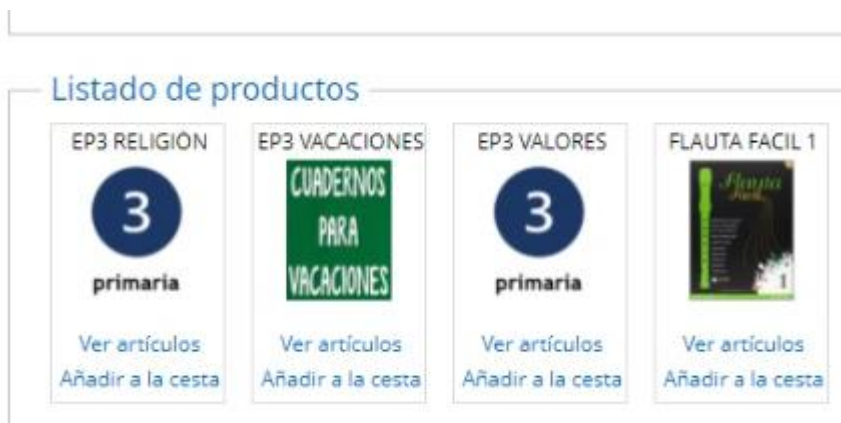 Listado de productos
EP3 RELIGIÓN
3
primaria
Ver artículos
Añadir a la cesta
EP3 VACACIONES
CUADERNOS
PARA
VACACIONES
Ver artículos
Añadir a la cesta
EP3 VALORES
3
primaria
Ver artículos
Añadir a la cesta
FLAUTA FACIL 1
Flauta
Fácil
1
Ver artículos
Añadir a la cesta